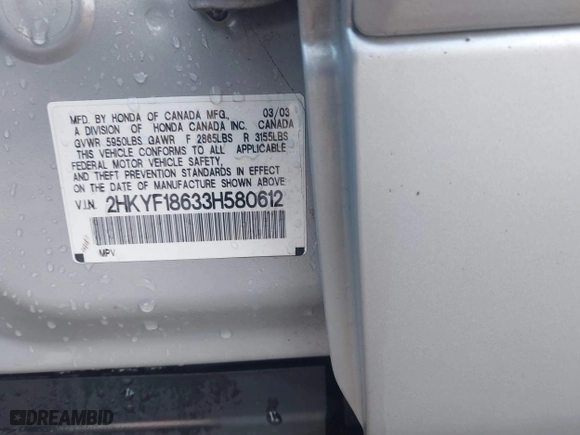 MFD. BY HONDA OF CANADA MFG., 03/03
A DIVISION OF HONDA CANADA INC. CANADA
GVWR 5950LBS GAWR F 2865LBS R 3155LBS
THIS VEHICLE CONFORMS TO ALL APPLICABLE
FEDERAL MOTOR VEHICLE SAFETY,
AND THEFT PREVENTION STANDARDS IN EFFECT
ON THE DATE OF MANUFACTURE SHOWN ABOVE
V.I.N. 2HKYF18633H580612
MPV
DREAMBID